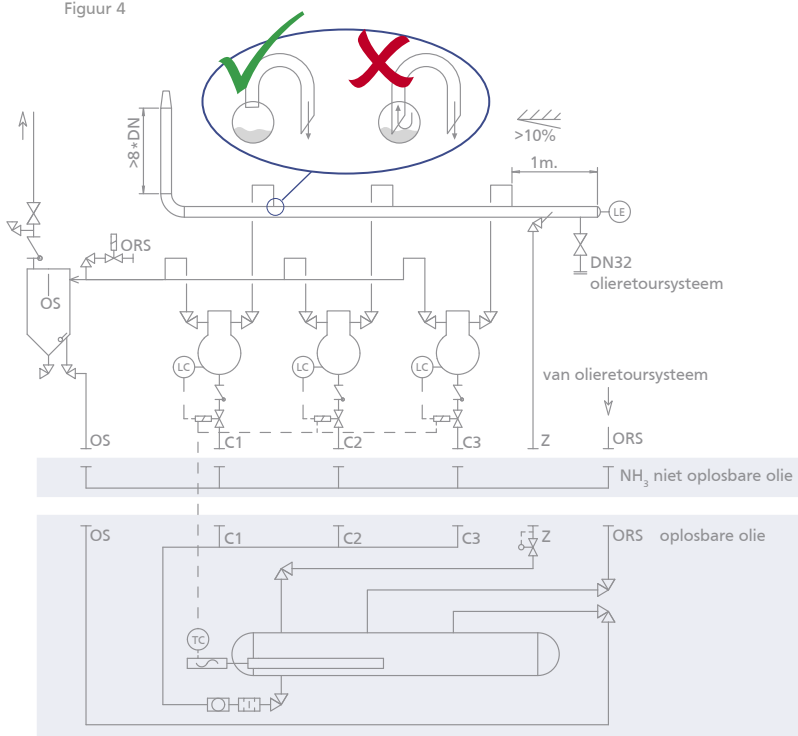 Figuur 4
>8*DN
>10%
1m.
LE
ORS
DN32
olieretoursysteem
OS
LC
LC
LC
van olieretoursysteem
OS
C1
C2
C3
Z
ORS
NH3 niet oplosbare olie
OS
C1
C2
C3
Z
ORS
oplosbare olie
TC